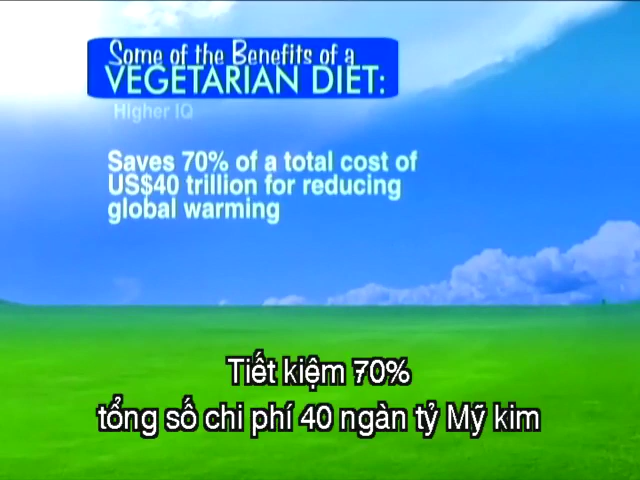 Some of the Benefits of a
VEGETARIAN DIET:
Higher IQ
Saves 70% of a total cost of
US$40 trillion for reducing
global warming
Tiết kiệm 70%
tổng số chi phí 40 ngàn tỷ Mỹ kim